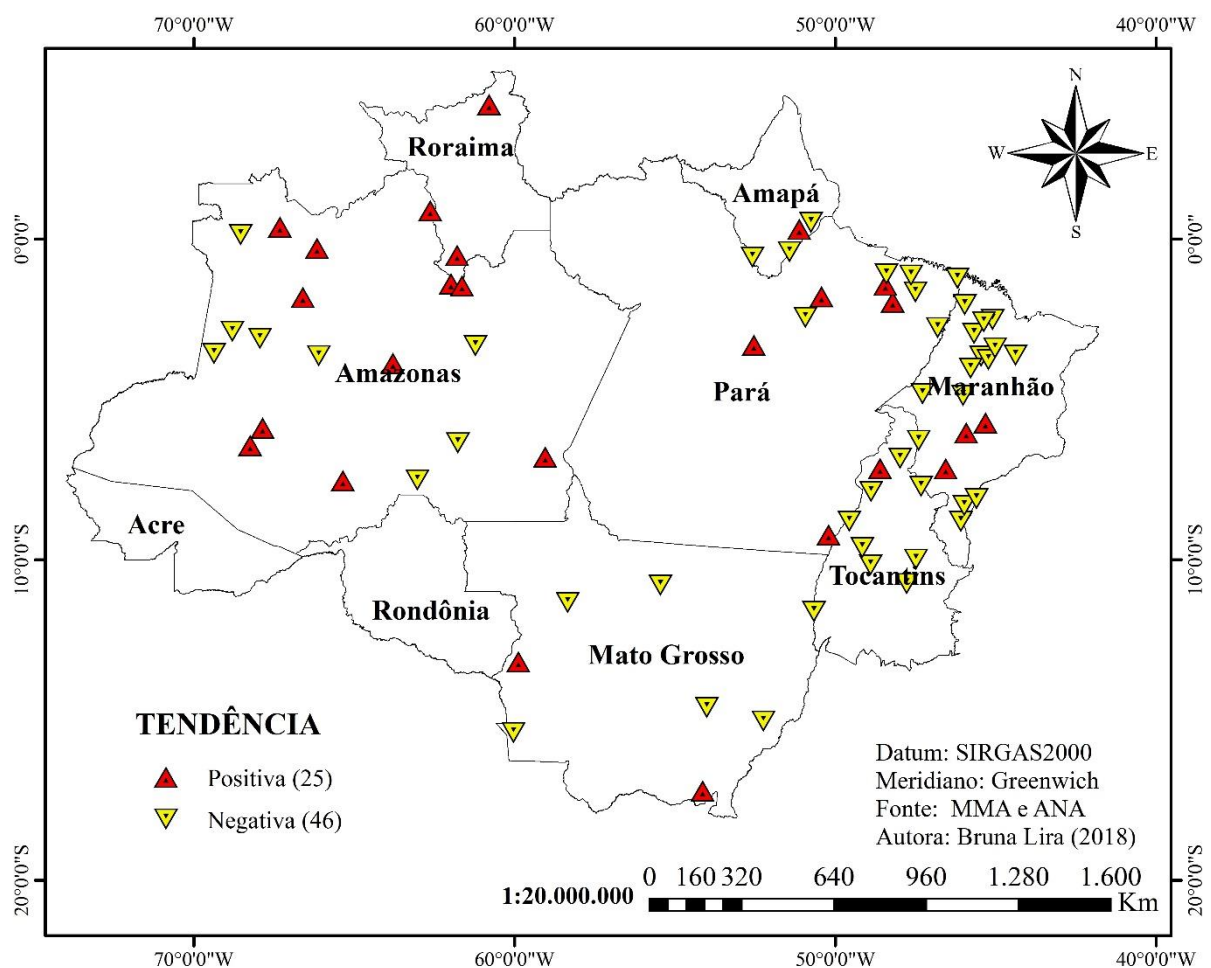 70°0'0"W 60°0'0"W 50°0'0"W 40°0'0"W
N
W E
S
Roraima
Amapá
0°0'0" 0°0'0"
Amazonas
Pará
Maranhão
Acre
10°0'0"S 10°0'0"S
Tocantins
Rondônia
Mato Grosso
TENDÊNCIA
Positiva (25)
Negativa (46)
Datum: SIRGAS2000
Meridiano: Greenwich
Fonte: MMA e ANA
Autora: Bruna Lira (2018)
1:20.000.000 0 160 320 640 960 1.280 1.600
Km
20°0'0"S 20°0'0"S
70°0'0"W 60°0'0"W 50°0'0"W 40°0'0"W